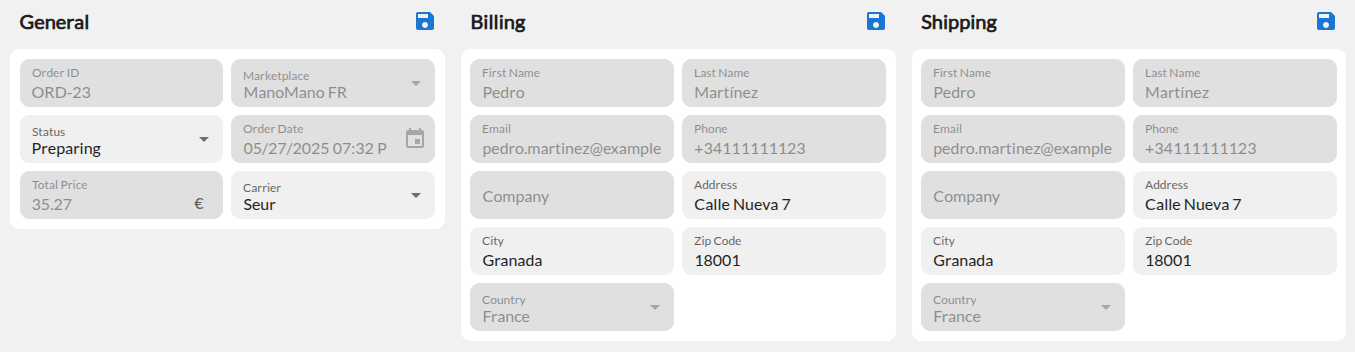 General
Order ID
ORD-23
Marketplace
ManoMano FR
Status
Preparing
Order Date
05/27/2025 07:32 P
Total Price
35.27 €
Carrier
Seur
Billing
First Name
Pedro
Last Name
Martínez
Email
pedro.martinez@example
Phone
+34111111123
Company
Address
Calle Nueva 7
City
Granada
Zip Code
18001
Country
France
Shipping
First Name
Pedro
Last Name
Martínez
Email
pedro.martinez@example
Phone
+34111111123
Company
Address
Calle Nueva 7
City
Granada
Zip Code
18001
Country
France